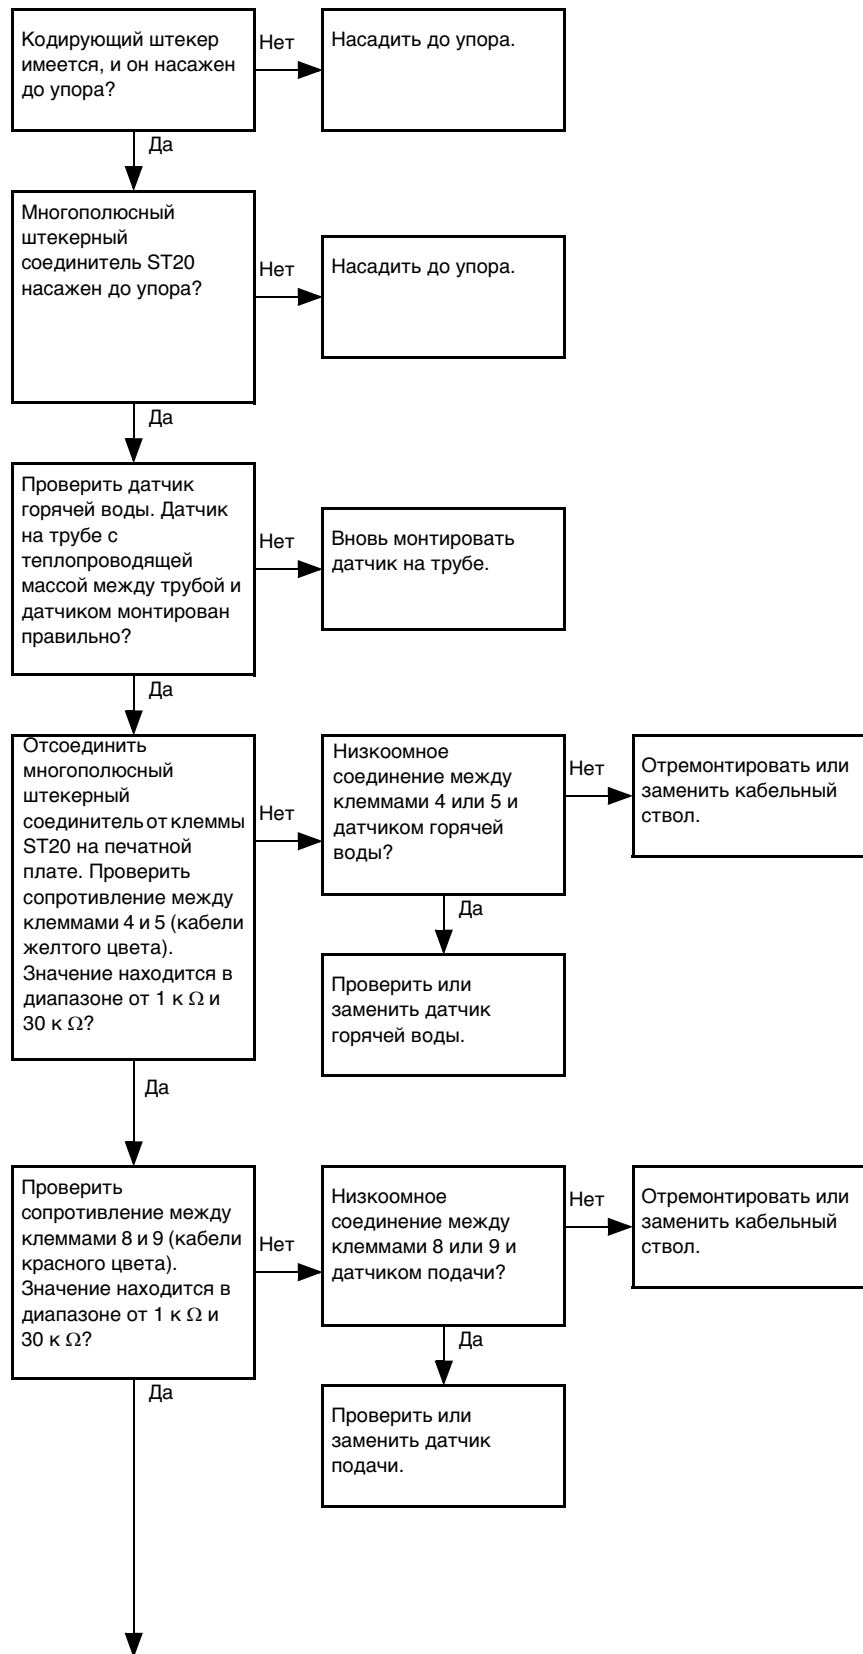 Кодирующий штекер
имеется, и он насажен
до упора?
Нет
Насадить до упора.
Да
Многополюсный
штекерный
соединитель ST20
насажен до упора?
Нет
Насадить до упора.
Да
Проверить датчик
горячей воды. Датчик
на трубе с
теплопроводящей
массой между трубой и
датчиком монтирован
правильно?
Нет
Вновь монтировать
датчик на трубе.
Да
Отсоединить
многополюсный
штекерный
соединитель от клеммы
ST20 на печатной
плате. Проверить
сопротивление между
клеммами 4 и 5 (кабели
желтого цвета).
Значение находится в
диапазоне от 1 к Ω и
30 к Ω?
Нет
Низкоомное
соединение между
клеммами 4 или 5 и
датчиком горячей
воды?
Нет
Отремонтировать или
заменить кабельный
ствол.
Да
Проверить или
заменить датчик
горячей воды.
Да
Проверить
сопротивление между
клеммами 8 и 9 (кабели
красного цвета).
Значение находится в
диапазоне от 1 к Ω и
30 к Ω?
Нет
Низкоомное
соединение между
клеммами 8 или 9 и
датчиком подачи?
Нет
Отремонтировать или
заменить кабельный
ствол.
Да
Проверить или
заменить датчик
подачи.
Да